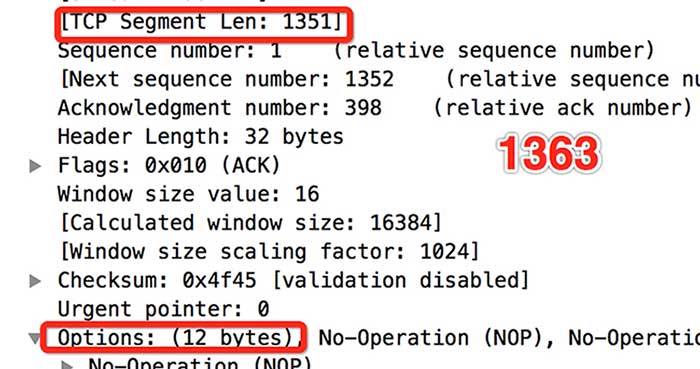 [TCP Segment Len: 1351]
Sequence number: 1 (relative sequence number)
[Next sequence number: 1352 (relative sequence nu
Acknowledgment number: 398 (relative ack number)
Header Length: 32 bytes
1363
Flags: 0x010 (ACK)
Window size value: 16
[Calculated window size: 16384]
[Window size scaling factor: 1024]
Checksum: 0x4f45 [validation disabled]
Urgent pointer: 0
Options: (12 bytes), No-Operation (NOP), No-Operatio
No-Operation (NOP)